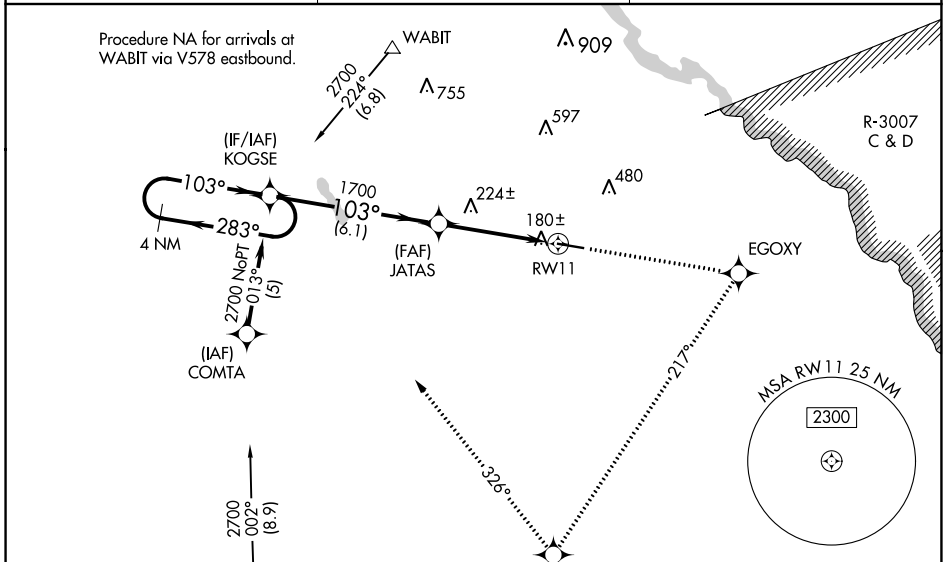 Procedure NA for arrivals at
WABIT via V578 eastbound.
WABIT
2700
224°
(6.8)
909
755
597
480
R-3007
C & D
(IF/IAF)
KOGSE
103°
283°
4 NM
1700
103°
(6.1)
224±
180±
(FAF)
JATAS
RW11
EGOXY
2700 NoPT
013°
(5)
(IAF)
COMTA
217°
326°
2700
002°
(8.9)
MSA RW11 25 NM
2300